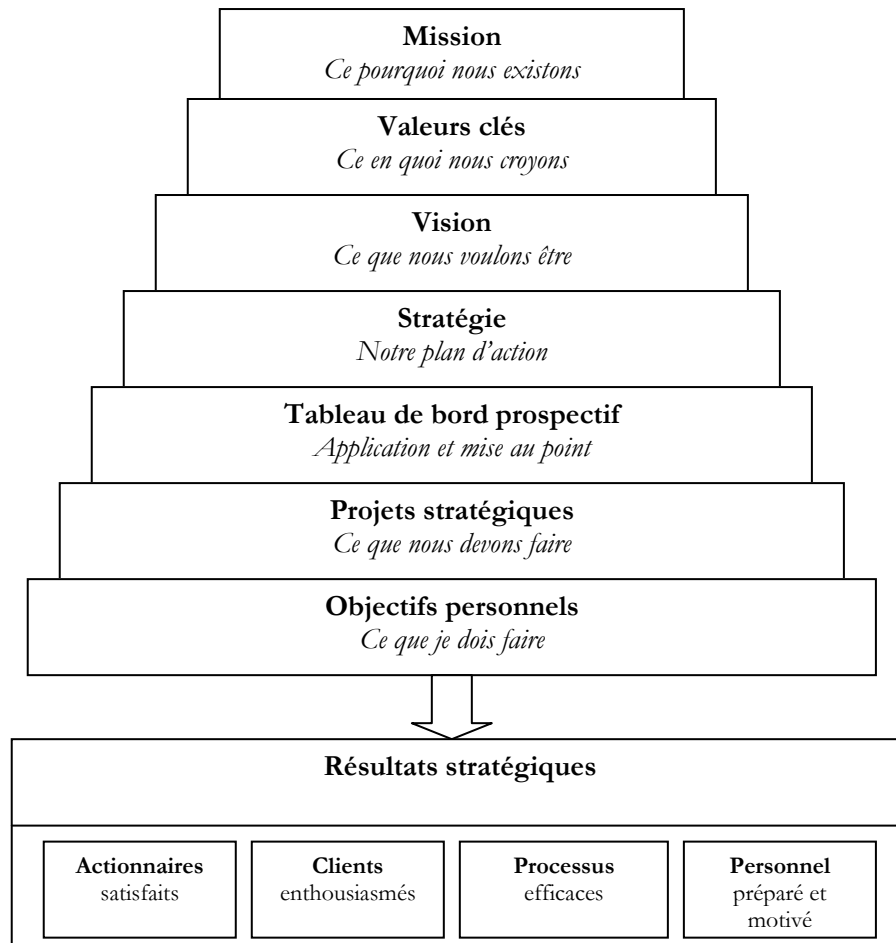 Mission
Ce pourquoi nous existons
Valeurs clés
Ce en quoi nous croyons
Vision
Ce que nous voulons être
Stratégie
Notre plan d’action
Tableau de bord prospectif
Application et mise au point
Projets stratégiques
Ce que nous devons faire
Objectifs personnels
Ce que je dois faire
Résultats stratégiques
Actionnaires
satisfaits
Clients
enthousiasmés
Processus
efficaces
Personnel
préparé et
motivé